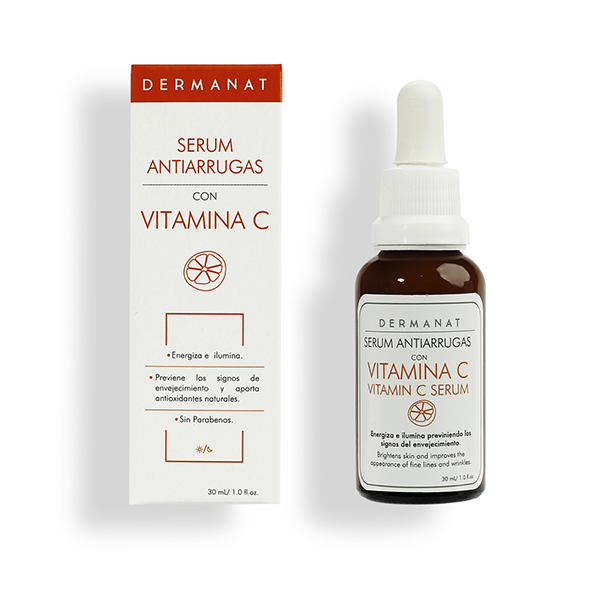 DERMANAT
SERUM
ANTIARRUGAS
CON
VITAMINA C
•Energiza e ilumina.
•Previene los signos de
envejecimiento y aporta
antioxidantes naturales.
•Sin Parabenos.
30 mL/ 1.0 fl.oz.
DERMANAT
SERUM ANTIARRUGAS
CON
VITAMINA C
VITAMIN C SERUM
Energiza e ilumina previniendo los
signos del envejecimiento.
Brightens skin and improves the
appearance of fine lines and wrinkles.
30 mL/ 1.0 fl.oz